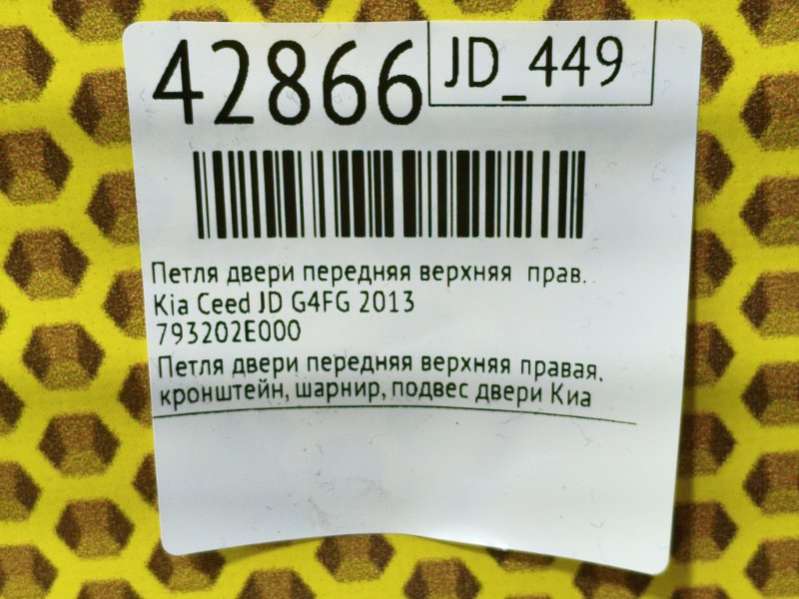 42866
JD_449
Петля двери передняя верхняя прав.
Kia Ceed JD G4FG 2013
793202E000
Петля двери передняя верхняя правая,
кронштейн, шарнир, подвес двери Киа